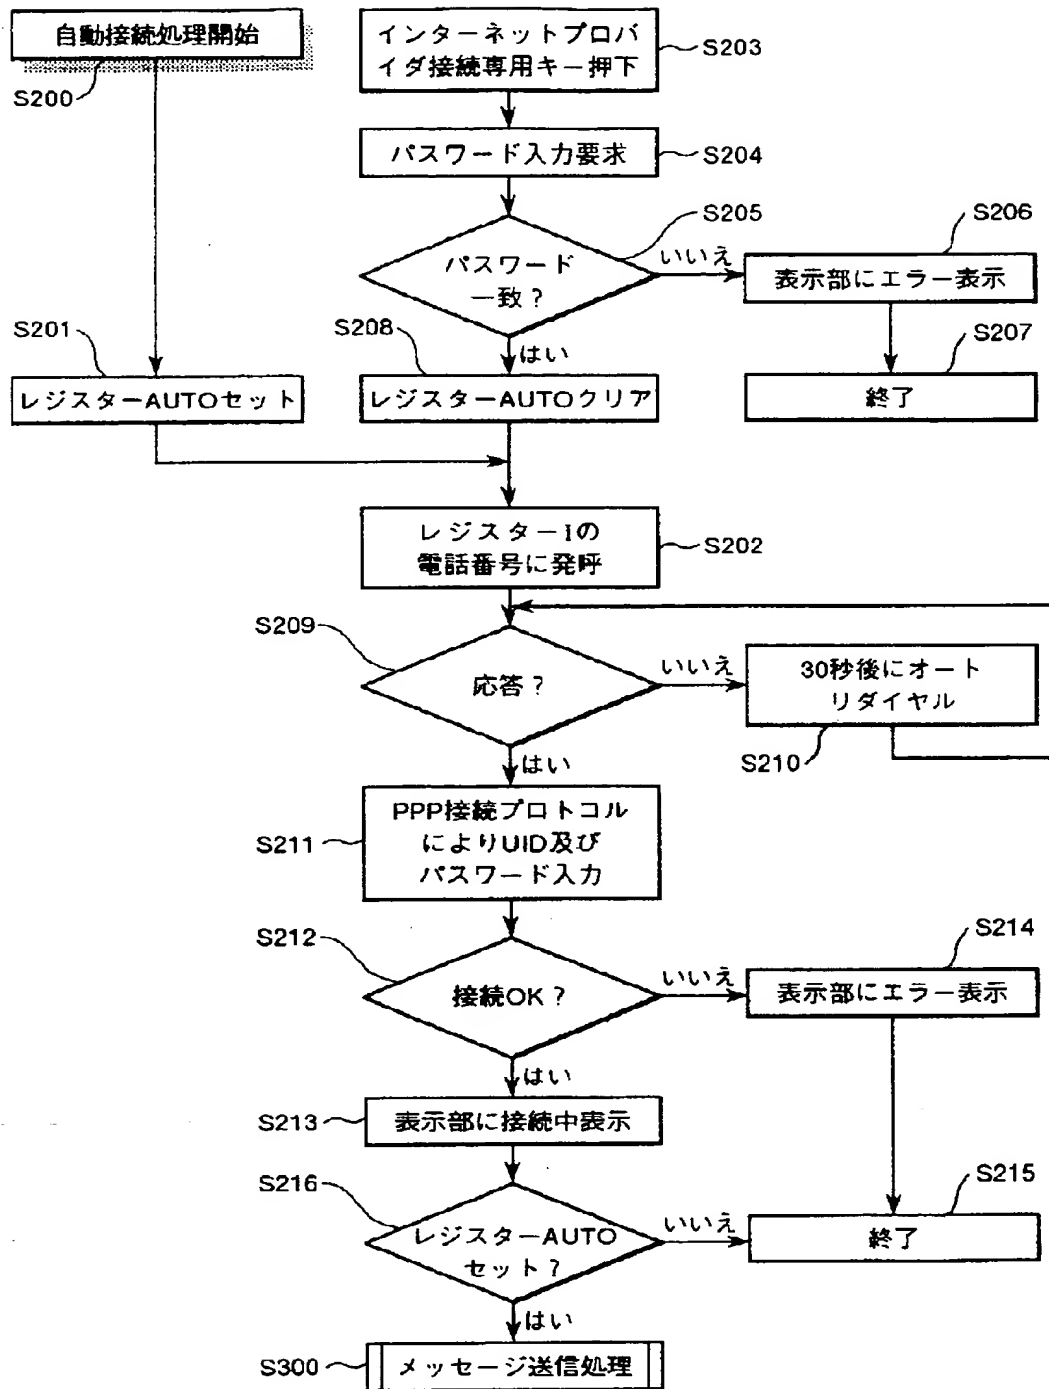 自動接続処理開始
S200
インターネットプロバ
イダ接続専用キー押下
S203
パスワード入力要求
S204
パスワード
一致？
S205
いいえ
はい
表示部にエラー表示
S206
終了
S207
S201
レジスターAUTOセット
S208
レジスターAUTOクリア
レジスターIの
電話番号に発呼
S202
S209
応答？
いいえ
はい
30秒後にオート
リダイヤル
S210
S211
PPP接続プロトコル
によりUID及び
パスワード入力
S212
接続OK？
いいえ
はい
S214
表示部にエラー表示
S213
表示部に接続中表示
S216
レジスターAUTO
セット？
いいえ
はい
S215
終了
S300
メッセージ送信処理